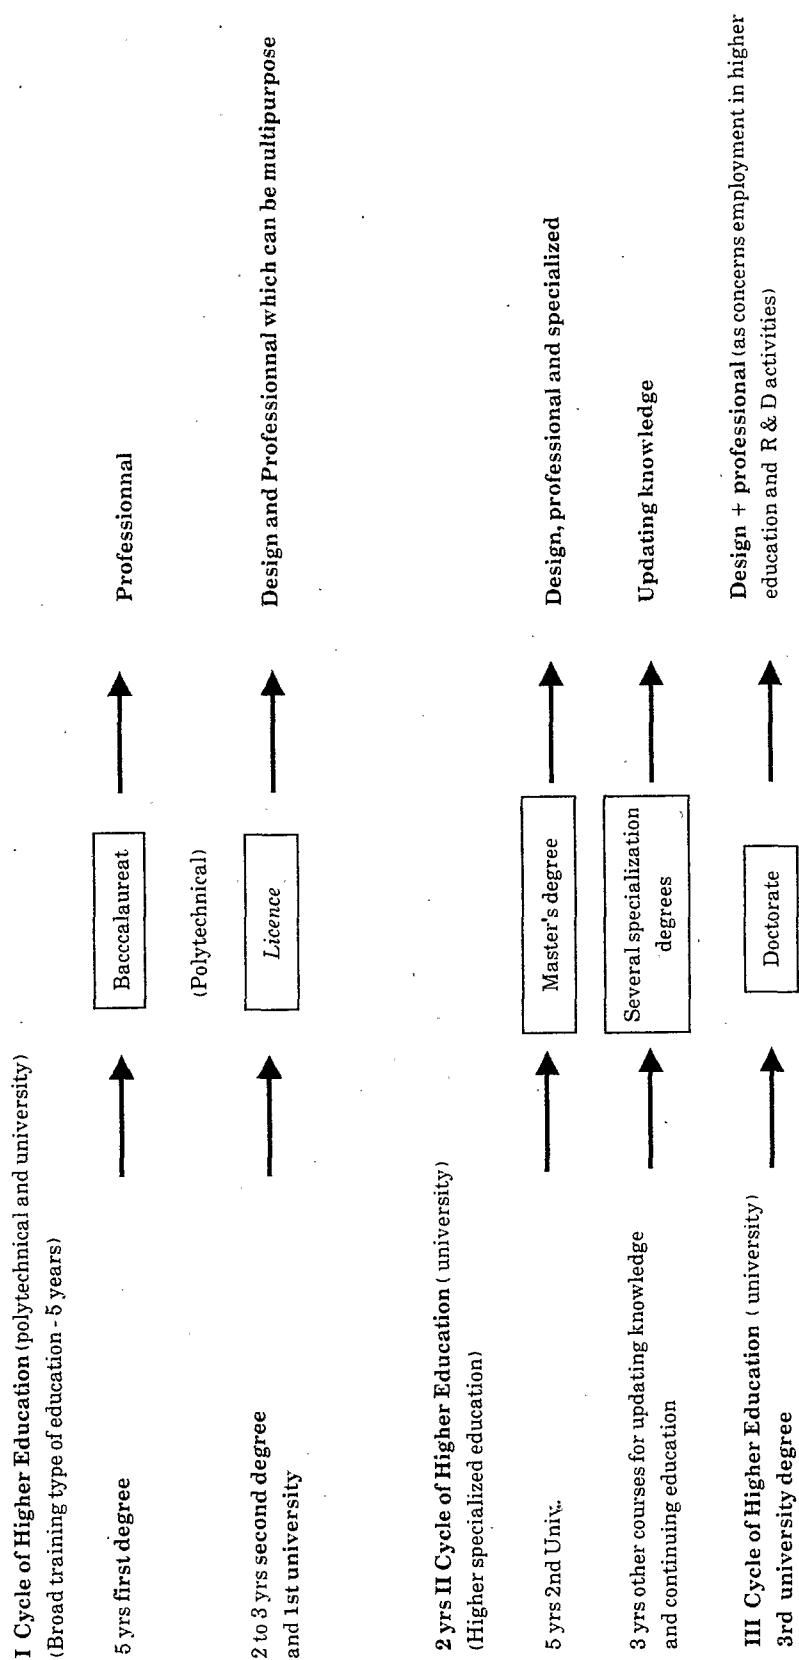 I Cycle of Higher Education (polytechnical and university)
(Broad training type of education - 5 years)
5 yrs first degree
Bacccalaureat
Professionnal
(Polytechnical)
2 to 3 yrs second degree
and 1st university
Licence
Design and Professionnal which can be multipurpose
2 yrs II Cycle of Higher Education ( university)
(Higher specialized education)
5 yrs 2nd Univ.
Master's degree
Design, professional and specialized
3 yrs other courses for updating knowledge
and continuing education
Several specialization
degrees
Updating knowledge
III Cycle of Higher Education ( university)
3rd university degree
Doctorate
Design + professional (as concerns employment in higher
education and R & D activities)